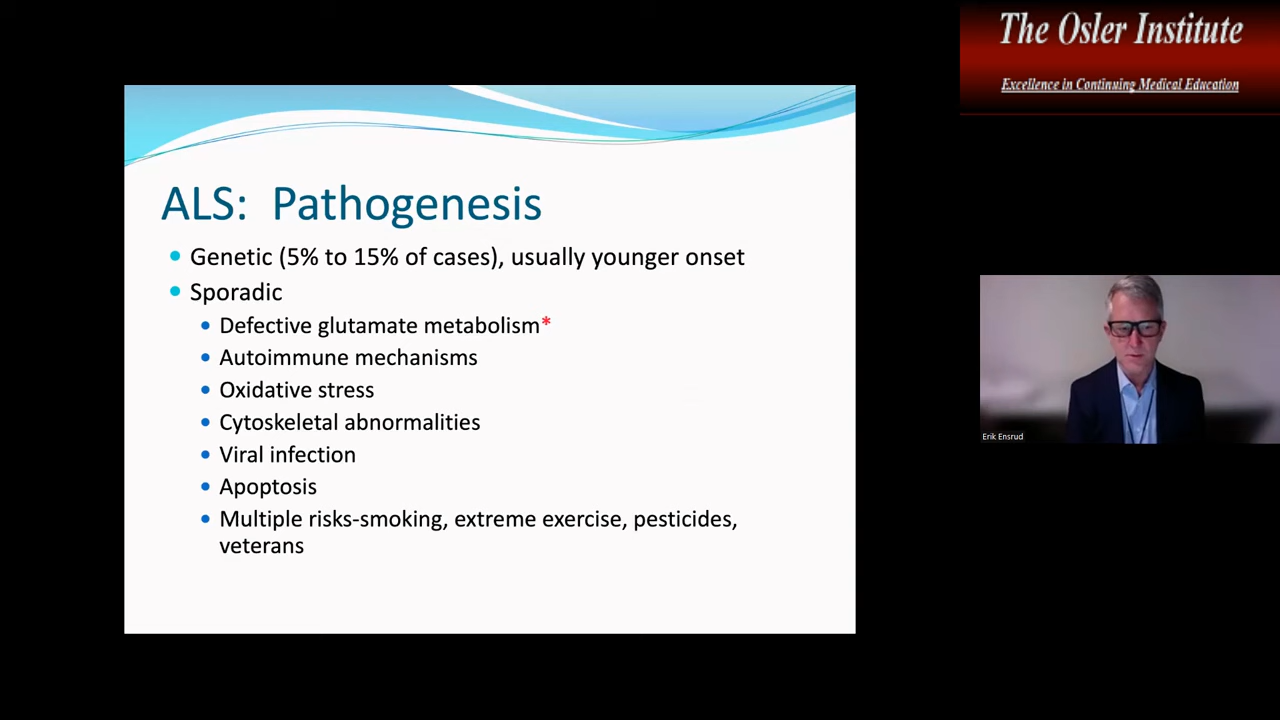 The Osler Institute
Excellence in Continuing Medical Education
ALS: Pathogenesis
Genetic (5% to 15% of cases), usually younger onset
Sporadic
Defective glutamate metabolism*
Autoimmune mechanisms
Oxidative stress
Cytoskeletal abnormalities
Viral infection
Apoptosis
Multiple risks-smoking, extreme exercise, pesticides,
veterans
Erik Ensrud